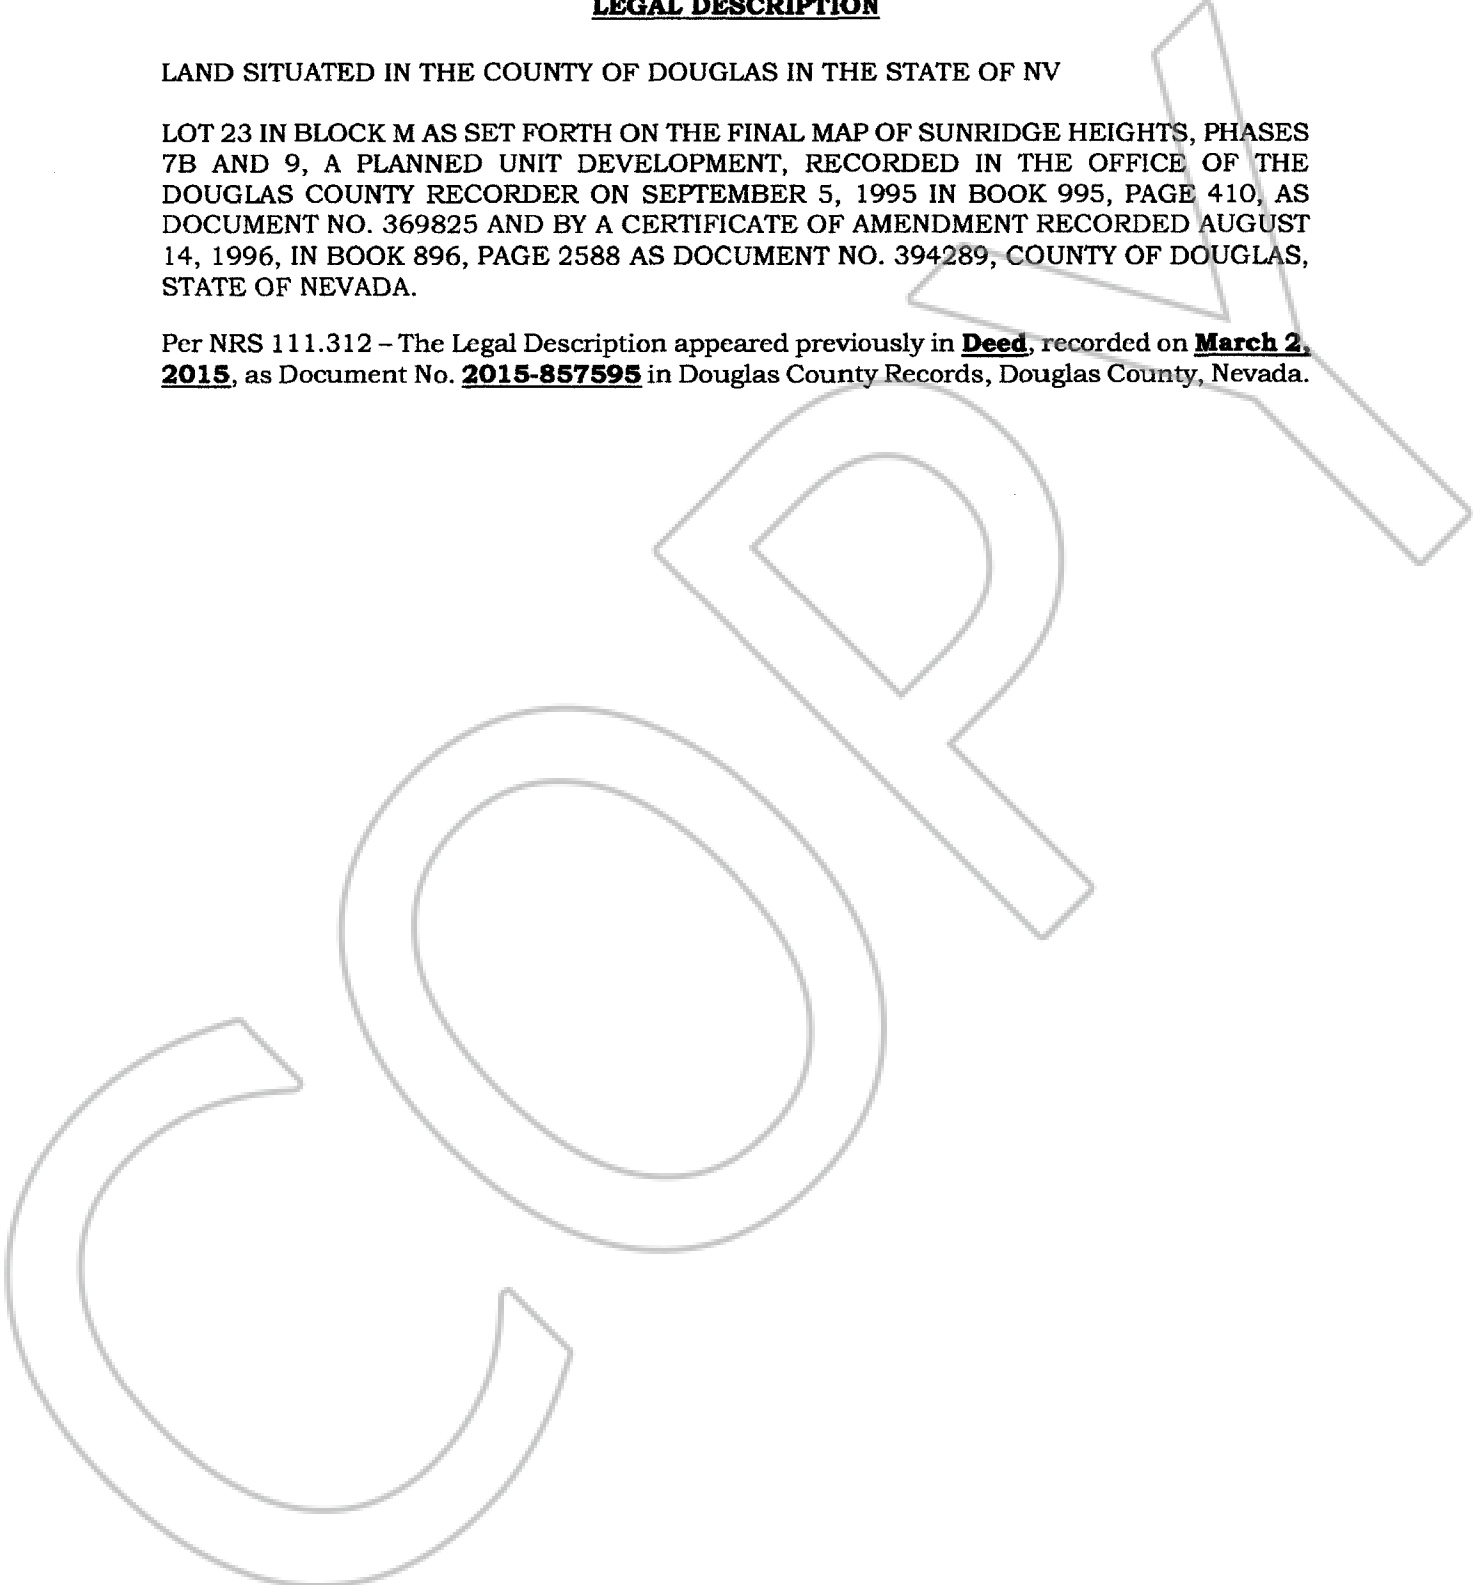 LEGAL DESCRIPTION
LAND SITUATED IN THE COUNTY OF DOUGLAS IN THE STATE OF NV
LOT 23 IN BLOCK M AS SET FORTH ON THE FINAL MAP OF SUNRIDGE HEIGHTS, PHASES
7B AND 9, A PLANNED UNIT DEVELOPMENT, RECORDED IN THE OFFICE OF THE
DOUGLAS COUNTY RECORDER ON SEPTEMBER 5, 1995 IN BOOK 995, PAGE 410, AS
DOCUMENT NO. 369825 AND BY A CERTIFICATE OF AMENDMENT RECORDED AUGUST
14, 1996, IN BOOK 896, PAGE 2588 AS DOCUMENT NO. 394289, COUNTY OF DOUGLAS,
STATE OF NEVADA.
Per NRS 111.312 – The Legal Description appeared previously in Deed, recorded on March 2,
2015, as Document No. 2015-857595 in Douglas County Records, Douglas County, Nevada.
COPY